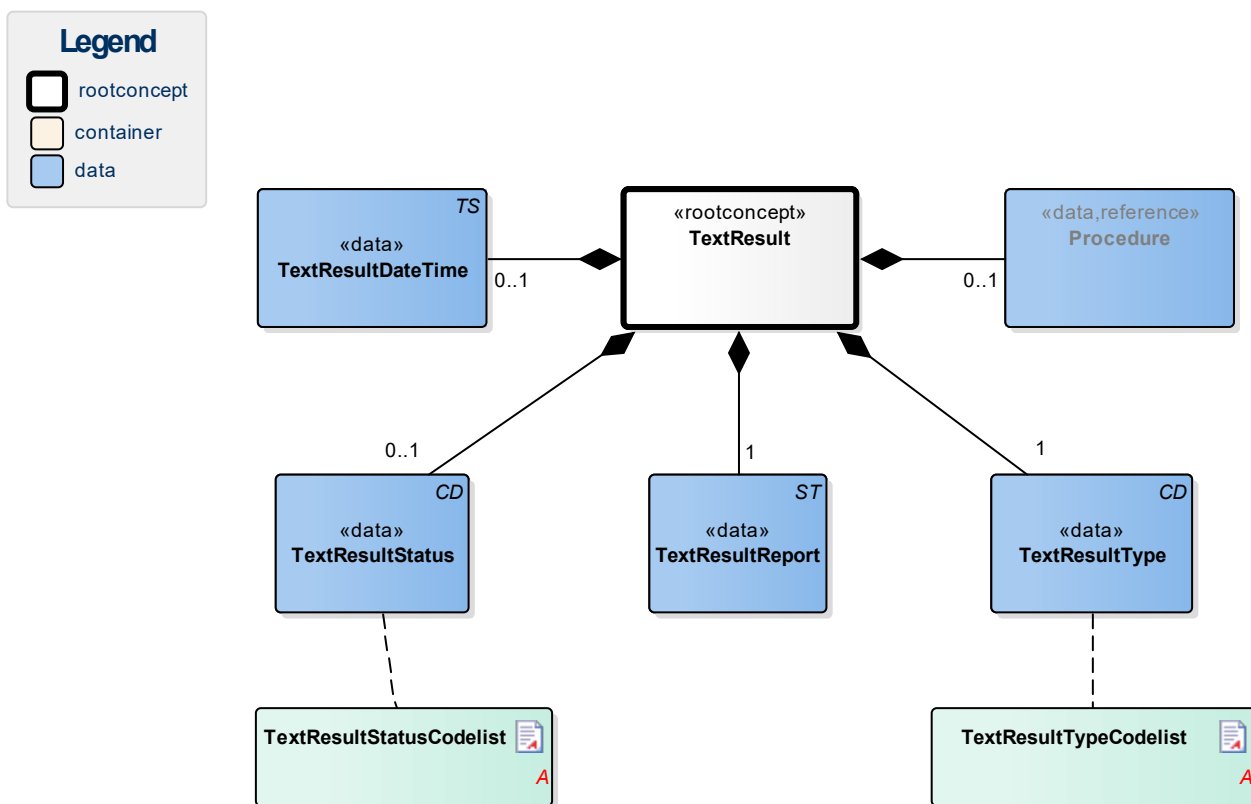 Legend
rootconcept
container
data
TS
«data»
TextResultDateTime
0..1
«rootconcept»
TextResult
«data,reference»
Procedure
0..1
0..1
1
1
CD
«data»
TextResultStatus
ST
«data»
TextResultReport
CD
«data»
TextResultType
TextResultStatusCodelist
A
TextResultTypeCodelist
A